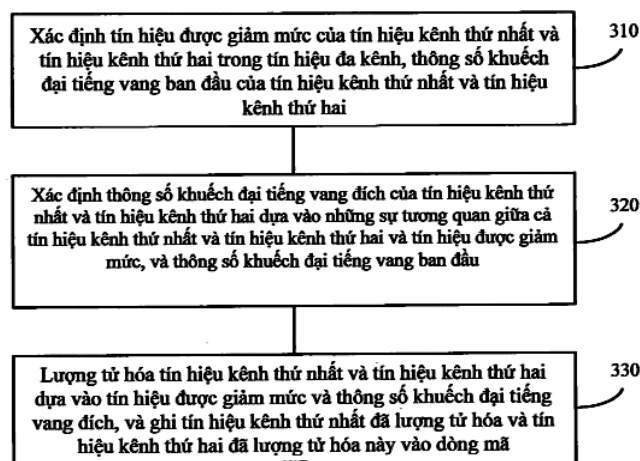 Xác định tín hiệu được giảm mức của tín hiệu kênh thứ nhất và
tín hiệu kênh thứ hai trong tín hiệu đa kênh, thông số khuếch
đại tiếng vang ban đầu của tín hiệu kênh thứ nhất và tín hiệu
kênh thứ hai
310
Xác định thông số khuếch đại tiếng vang đích của tín hiệu kênh thứ
nhất và tín hiệu kênh thứ hai dựa vào những sự tương quan giữa cả
tín hiệu kênh thứ nhất và tín hiệu kênh thứ hai và tín hiệu được giảm
mức, và thông số khuếch đại tiếng vang ban đầu
320
Lượng tử hóa tín hiệu kênh thứ nhất và tín hiệu kênh thứ hai
dựa vào tín hiệu được giảm mức và thông số khuếch đại tiếng
vang đích, và ghi tín hiệu kênh thứ nhất đã lượng tử hóa và tín
hiệu kênh thứ hai đã lượng tử hóa này vào dòng mã
330